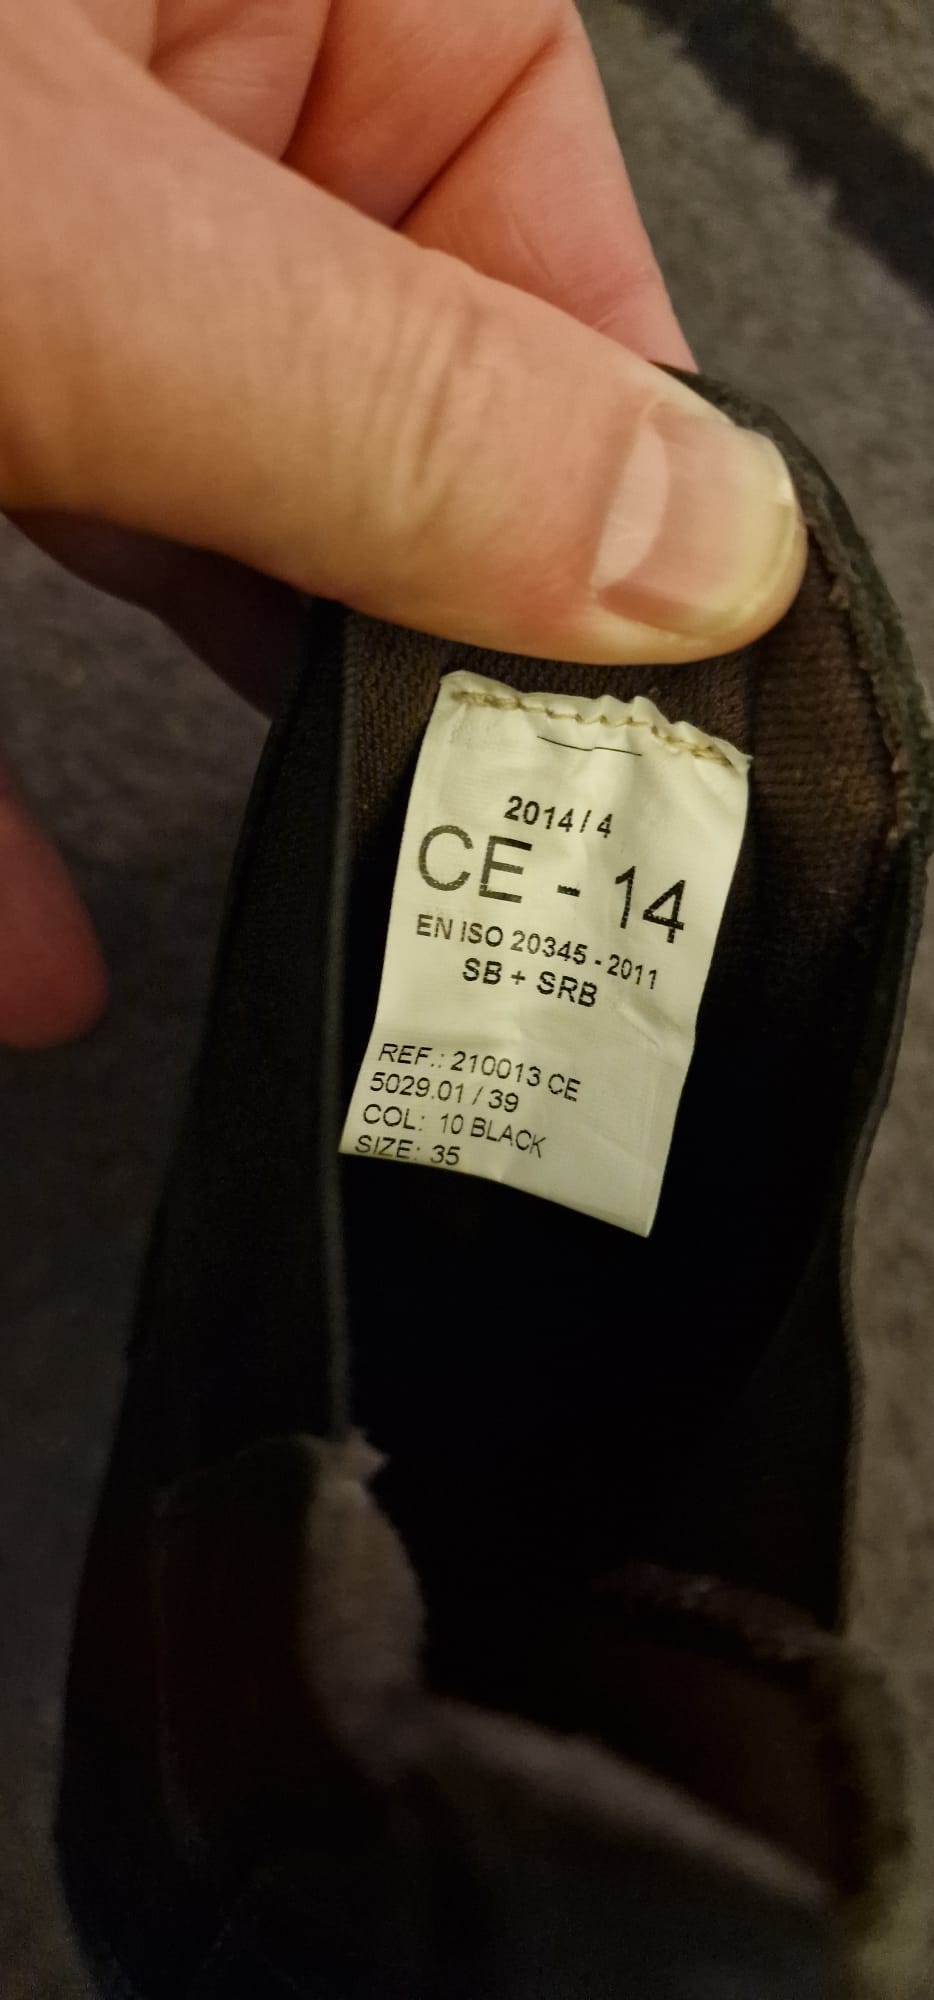 2014 / 4
CE - 14
EN ISO 20345 - 2011
SB + SRB
REF.: 210013 CE
5029.01 / 39
COL: 10 BLACK
SIZE: 35